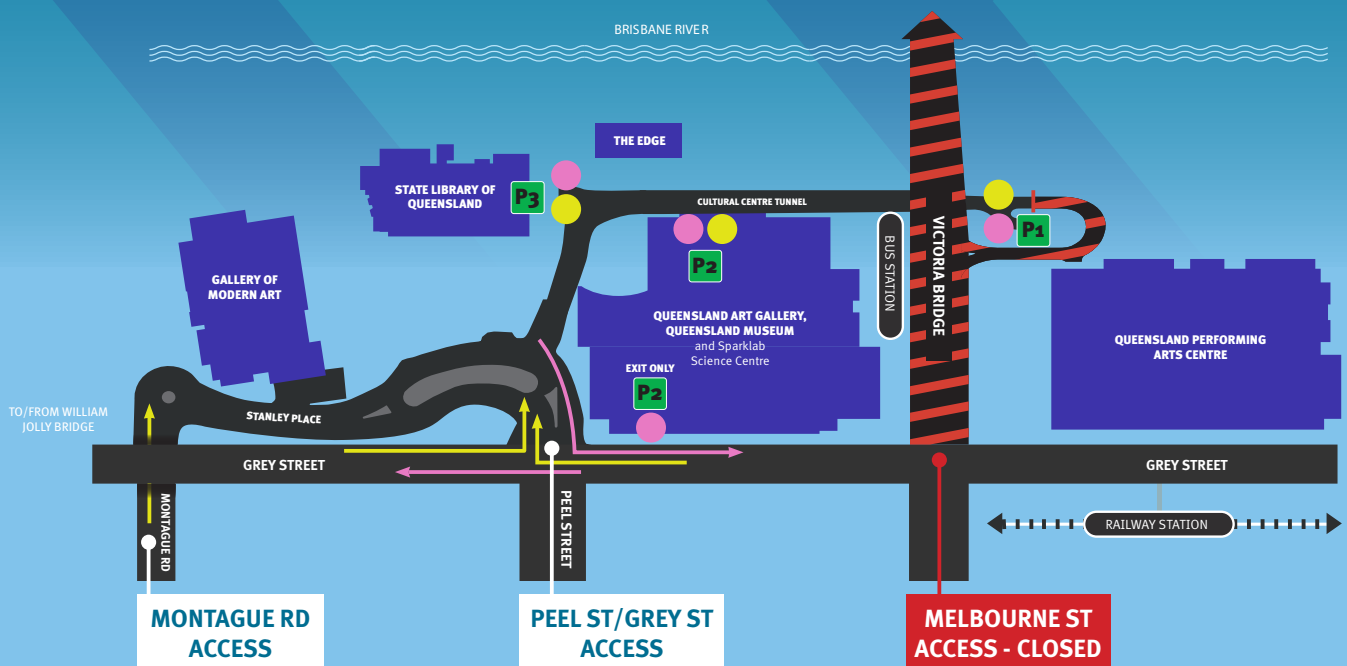 BRISBANE RIVER
THE EDGE
STATE LIBRARY OF
QUEENSLAND
P3
CULTURAL CENTRE TUNNEL
P1
P2
BUS STATION
VICTORIA BRIDGE
GALLERY OF
MODERN ART
QUEENSLAND ART GALLERY,
QUEENSLAND MUSEUM
and Sparklab
Science Centre
QUEENSLAND PERFORMING
ARTS CENTRE
EXIT ONLY
P2
TO/FROM WILLIAM
JOLLY BRIDGE
STANLEY PLACE
GREY STREET
GREY STREET
MONTAGUE RD
PEEL STREET
RAILWAY STATION
MONTAGUE RD
ACCESS
PEEL ST/GREY ST
ACCESS
MELBOURNE ST
ACCESS - CLOSED